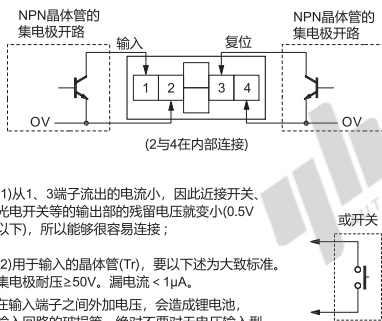 NPN晶体管的
集电极开路
NPN晶体管的
集电极开路
输入
复位
1 2 3 4
OV
OV
(2与4在内部连接)
1)从1、3端子流出的电流小，因此近接开关、
光电开关等的输出部的残留电压就变小(0.5V
以下)，所以能够很容易连接；
或开关
2)用于输入的晶体管(Tr)，要以下述为大致标准。
集电极耐压≥50V。漏电流＜1μA。
在输入端子之间外加电压，会造成锂电池，